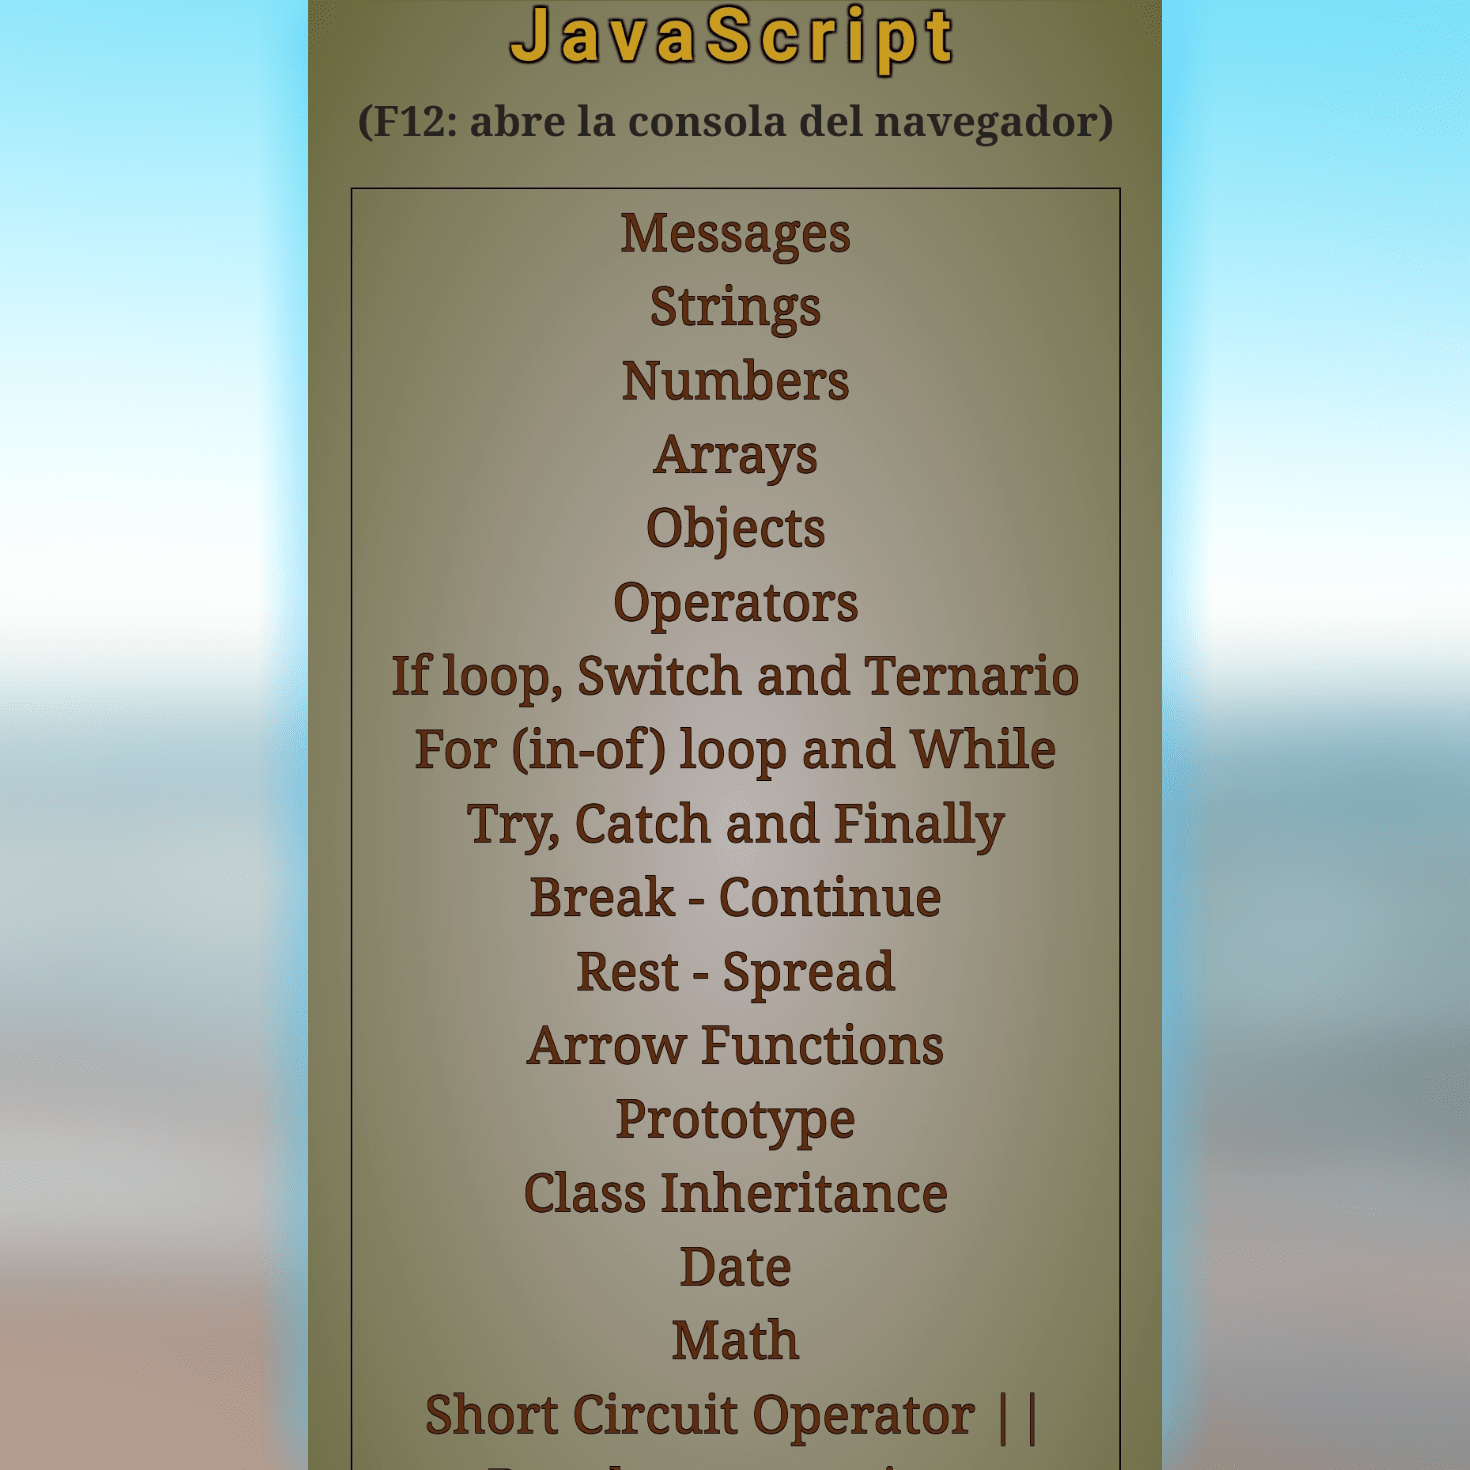 JavaScript
(F12: abre la consola del navegador)
Messages
Strings
Numbers
Arrays
Objects
Operators
If loop, Switch and Ternario
For (in-of) loop and While
Try, Catch and Finally
Break - Continue
Rest - Spread
Arrow Functions
Prototype
Class Inheritance
Date
Math
Short Circuit Operator ||